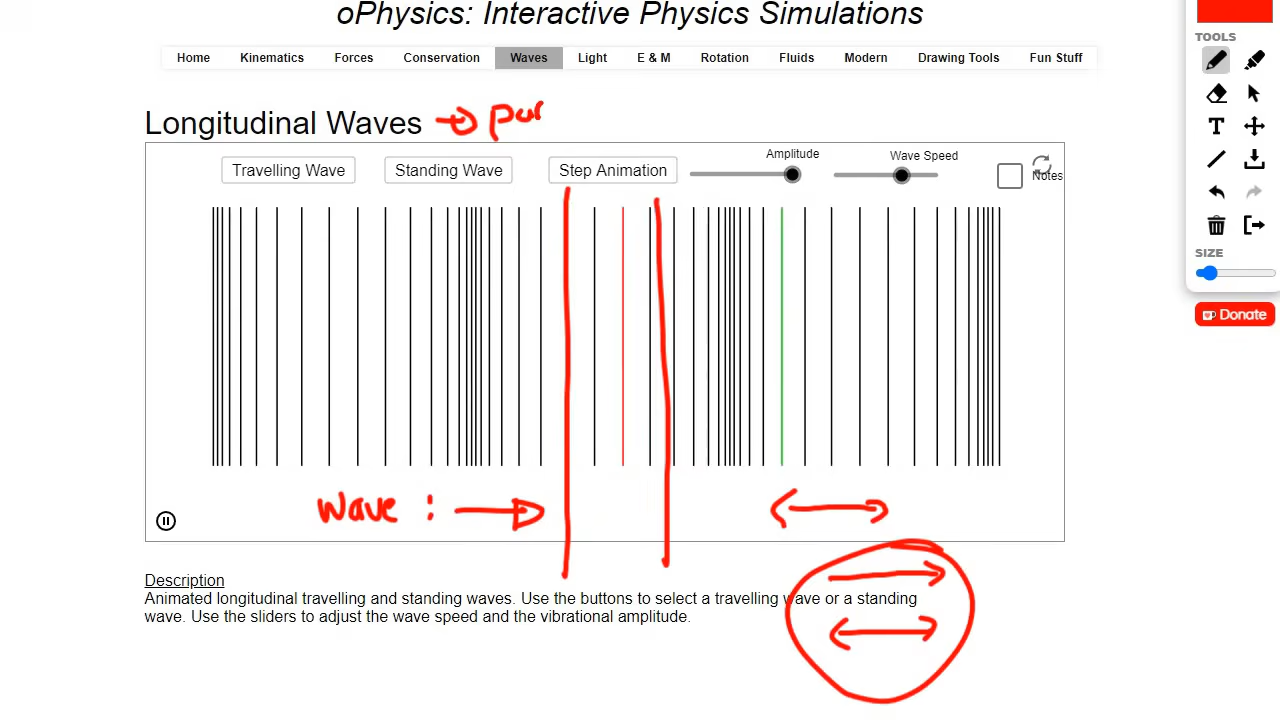 oPhysics: Interactive Physics Simulations
Home Kinematics Forces Conservation Waves Light E & M Rotation Fluids Modern Drawing Tools Fun Stuff
TOOLS
Longitudinal Waves → par
Travelling Wave Standing Wave Step Animation Amplitude Wave Speed Notes
SIZE
Donate
wave :
Description
Animated longitudinal travelling and standing waves. Use the buttons to select a travelling wave or a standing
wave. Use the sliders to adjust the wave speed and the vibrational amplitude.